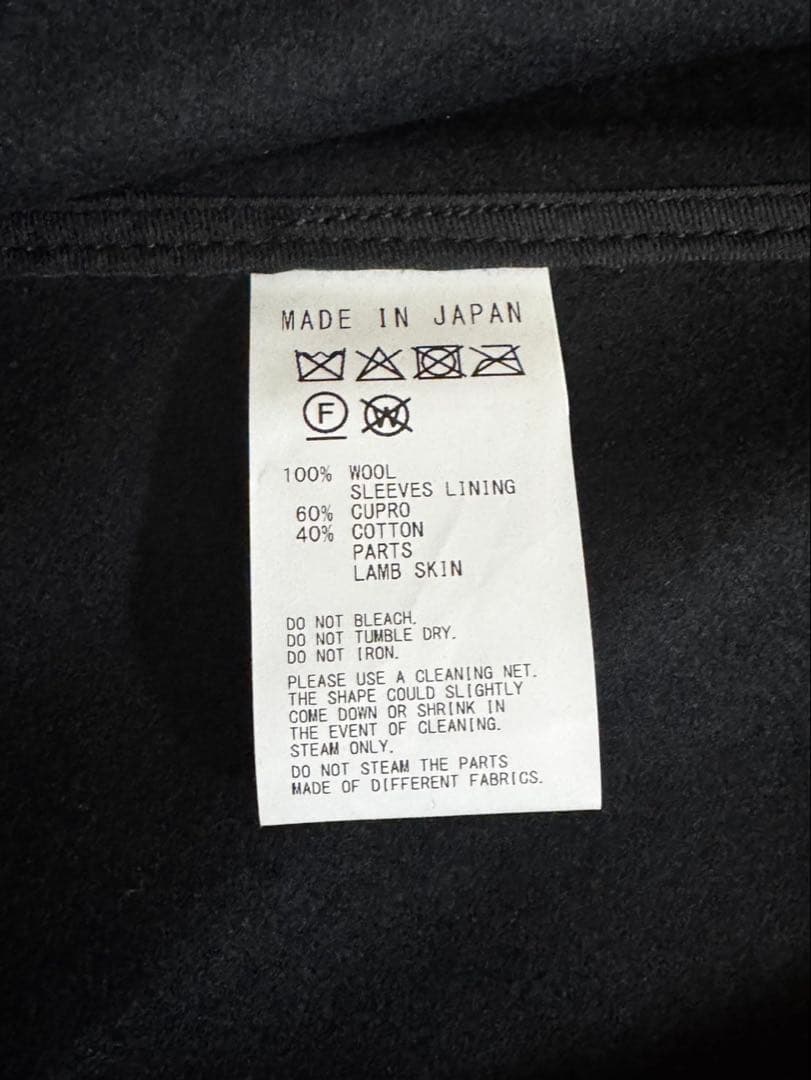 MADE IN JAPAN
F W
100% WOOL
SLEEVES LINING
60% CUPRO
40% COTTON
PARTS
LAMB SKIN
DO NOT BLEACH.
DO NOT TUMBLE DRY.
DO NOT IRON.
PLEASE USE A CLEANING NET.
THE SHAPE COULD SLIGHTLY
COME DOWN OR SHRINK IN
THE EVENT OF CLEANING.
STEAM ONLY.
DO NOT STEAM THE PARTS
MADE OF DIFFERENT FABRICS.